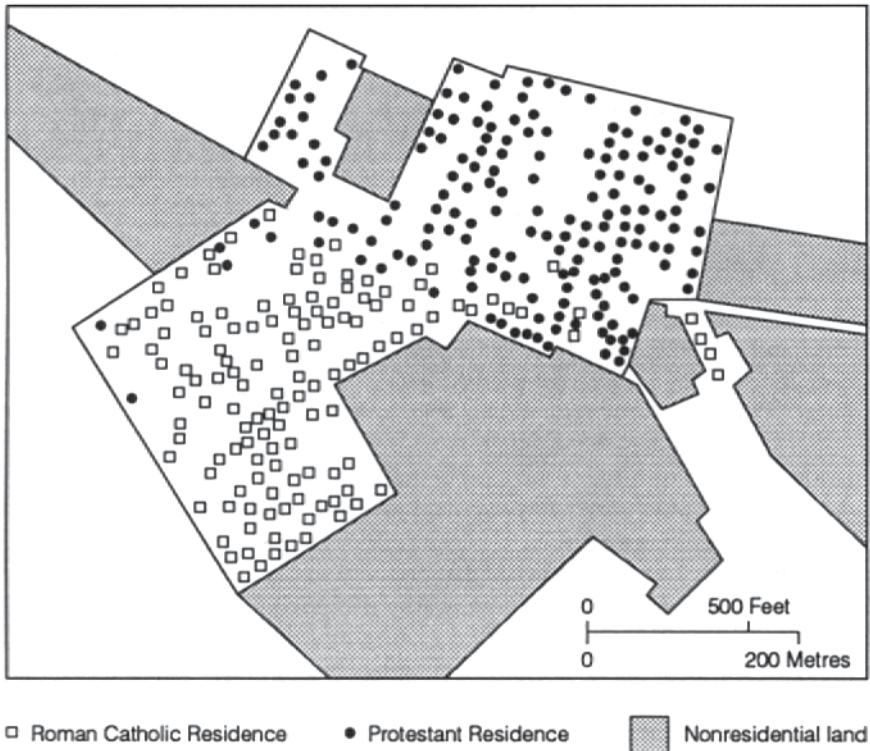 0 500 Feet
0 200 Metres
Roman Catholic Residence
Protestant Residence
Nonresidential land